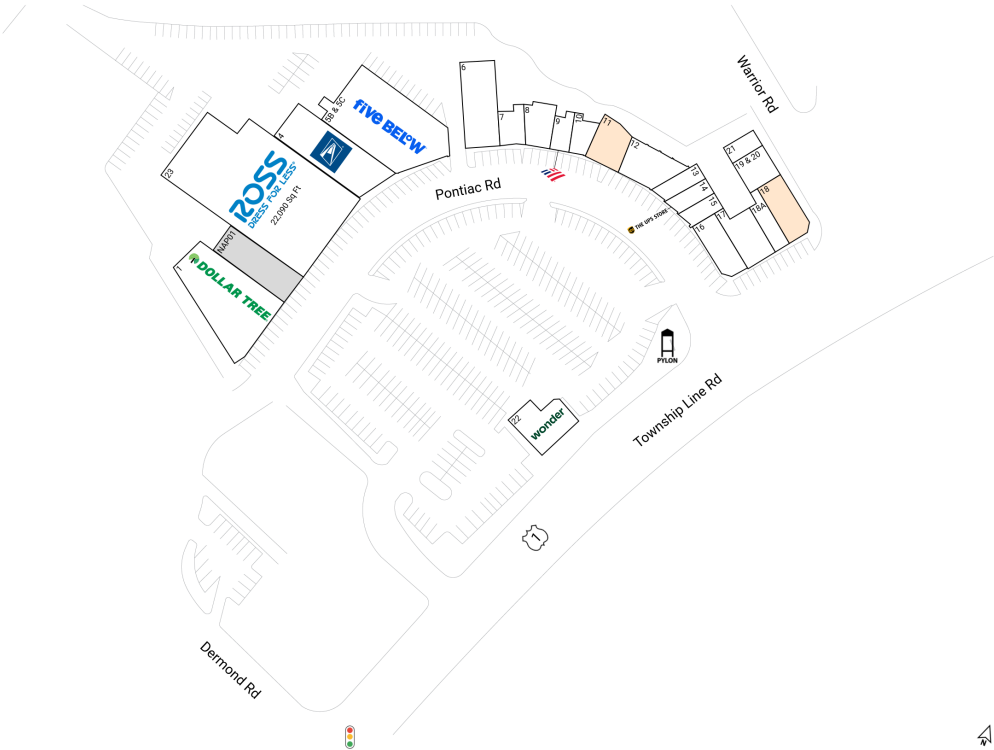 Warrior Rd
6
5B & 5C
five BEL°W
7
8
9
10
11
12
4
21
19 & 20
23
ROSS
DRESS FOR LESS
22,090 Sq Ft
13
14
15
Pontiac Rd
18
18A
17
16
THE UPS STORE
NAP01
1
DOLLAR TREE
PYLON
Township Line Rd
22
wonder
1
Dermond Rd
N